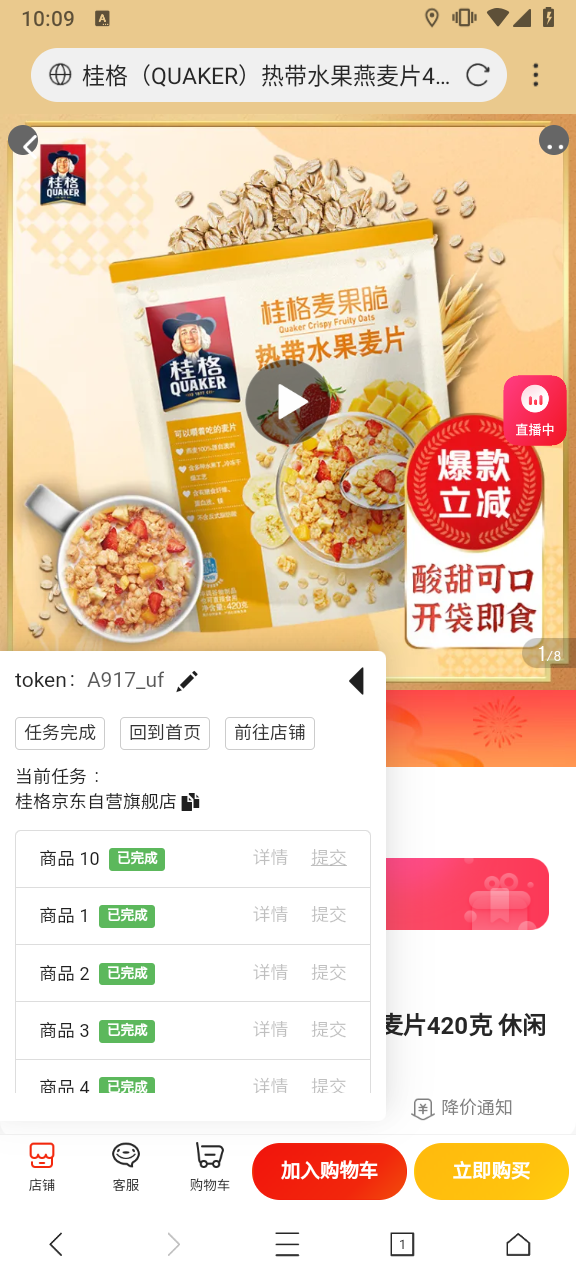 10:09
A
桂格（QUAKER）热带水果燕麦片4...
桂格
QUAKER
桂格麦果脆
Quaker Crispy Fruity Oats
热带水果麦片
桂格
QUAKER
可以嚼着吃的麦片
净含量:420克
直播中
爆款
立减
酸甜可口
开袋即食
1/8
token： A917_uf
任务完成 回到首页 前往店铺
当前任务：
桂格京东自营旗舰店
商品 10 已完成 详情 提交
商品 1 已完成 详情 提交
商品 2 已完成 详情 提交
商品 3 已完成 详情 提交
商品 4 已完成 详情 提交
麦片420克 休闲
降价通知
店铺 客服 购物车 加入购物车 立即购买
1